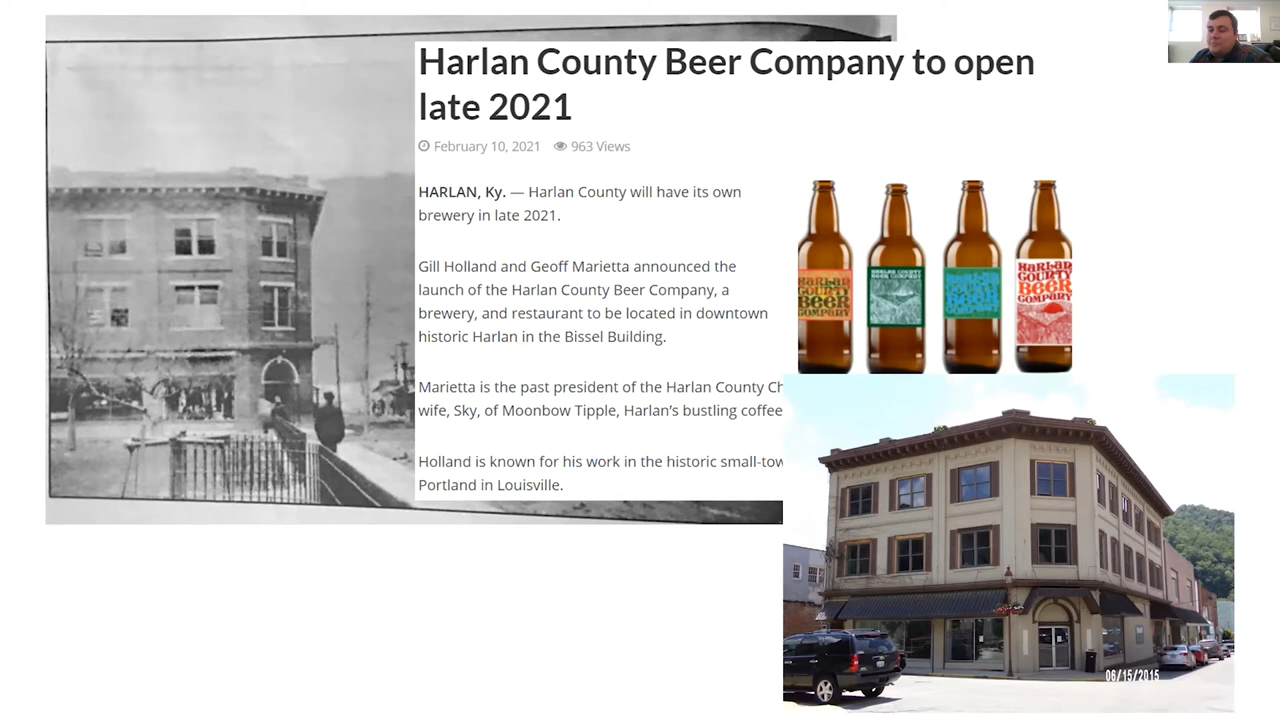 Harlan County Beer Company to open
late 2021
February 10, 2021 963 Views
HARLAN, Ky. — Harlan County will have its own
brewery in late 2021.
Gill Holland and Geoff Marietta announced the
launch of the Harlan County Beer Company, a
brewery, and restaurant to be located in downtown
historic Harlan in the Bissel Building.
Marietta is the past president of the Harlan County Ch
wife, Sky, of Moonbow Tipple, Harlan’s bustling coffee
Holland is known for his work in the historic small-tow
Portland in Louisville.
HARLAN
COUNTY
BEER
COMPANY
HARLAN COUNTY
BEER COMPANY
HARLAN
COUNTY
BEER
COMPANY
HARLAN
COUNTY
BEER
COMPANY
06/15/2015